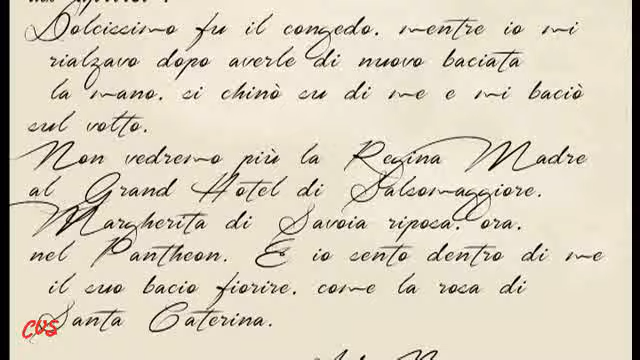 Dolcissimo fu il congedo. mentre io mi
rialzavo dopo averle di nuovo baciata
la mano. si chinò su di me e mi baciò
sul volto.
Non vedremo più la Regina Madre
al Grand Hotel di Salsomaggiore.
Margherita di Savoia riposa. ora.
nel Pantheon. E io sento dentro di me
il suo bacio fiorire. come la rosa di
Santa Caterina.
CVS